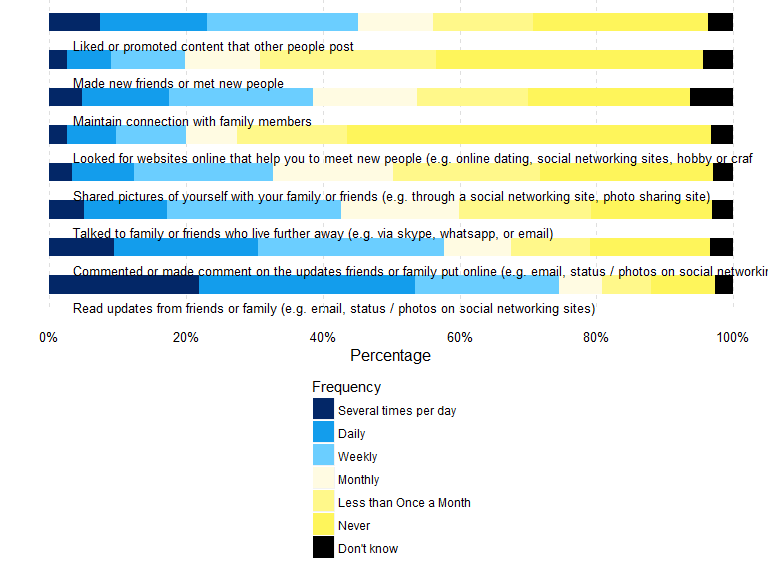 Liked or promoted content that other people post
Made new friends or met new people
Maintain connection with family members
Looked for websites online that help you to meet new people (e.g. online dating, social networking sites, hobby or craf
Shared pictures of yourself with your family or friends (e.g. through a social networking site, photo sharing site)
Talked to family or friends who live further away (e.g. via skype, whatsapp, or email)
Commented or made comment on the updates friends or family put online (e.g. email, status / photos on social networkin
Read updates from friends or family (e.g. email, status / photos on social networking sites)
0% 20% 40% 60% 80% 100%
Percentage
Frequency
Several times per day
Daily
Weekly
Monthly
Less than Once a Month
Never
Don't know